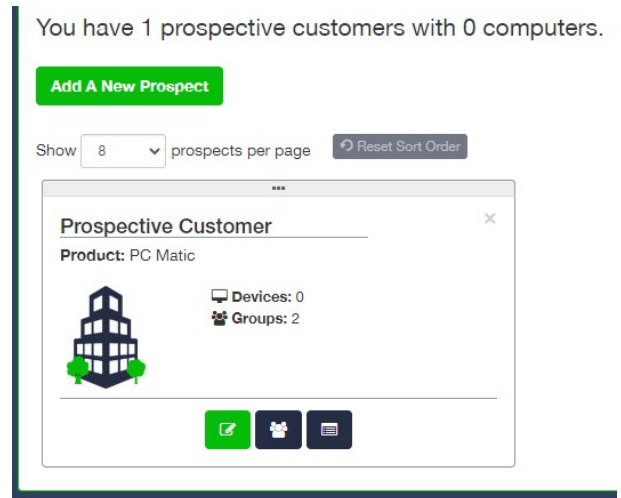 You have 1 prospective customers with 0 computers.
Add A New Prospect
Show 8 prospects per page Reset Sort Order
Prospective Customer
Product: PC Matic
Devices: 0
Groups: 2